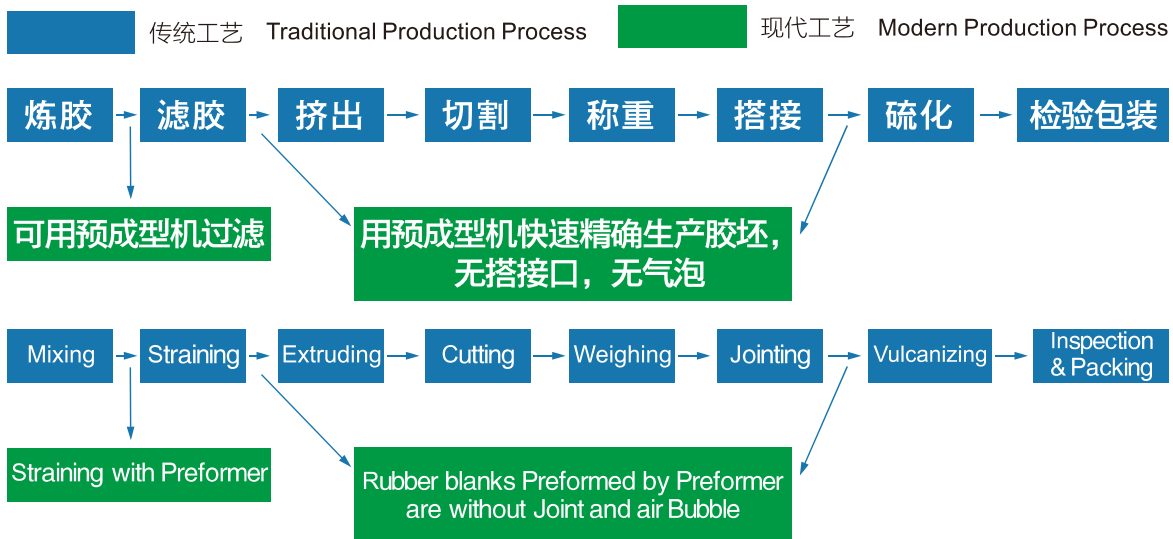 传统工艺 Traditional Production Process
现代工艺 Modern Production Process
炼胶
滤胶
挤出
切割
称重
搭接
硫化
检验包装
可用预成型机过滤
用预成型机快速精确生产胶坯，
无搭接口，无气泡
Mixing
Straining
Extruding
Cutting
Weighing
Jointing
Vulcanizing
Inspection
& Packing
Straining with Preformer
Rubber blanks Preformed by Preformer
are without Joint and air Bubble